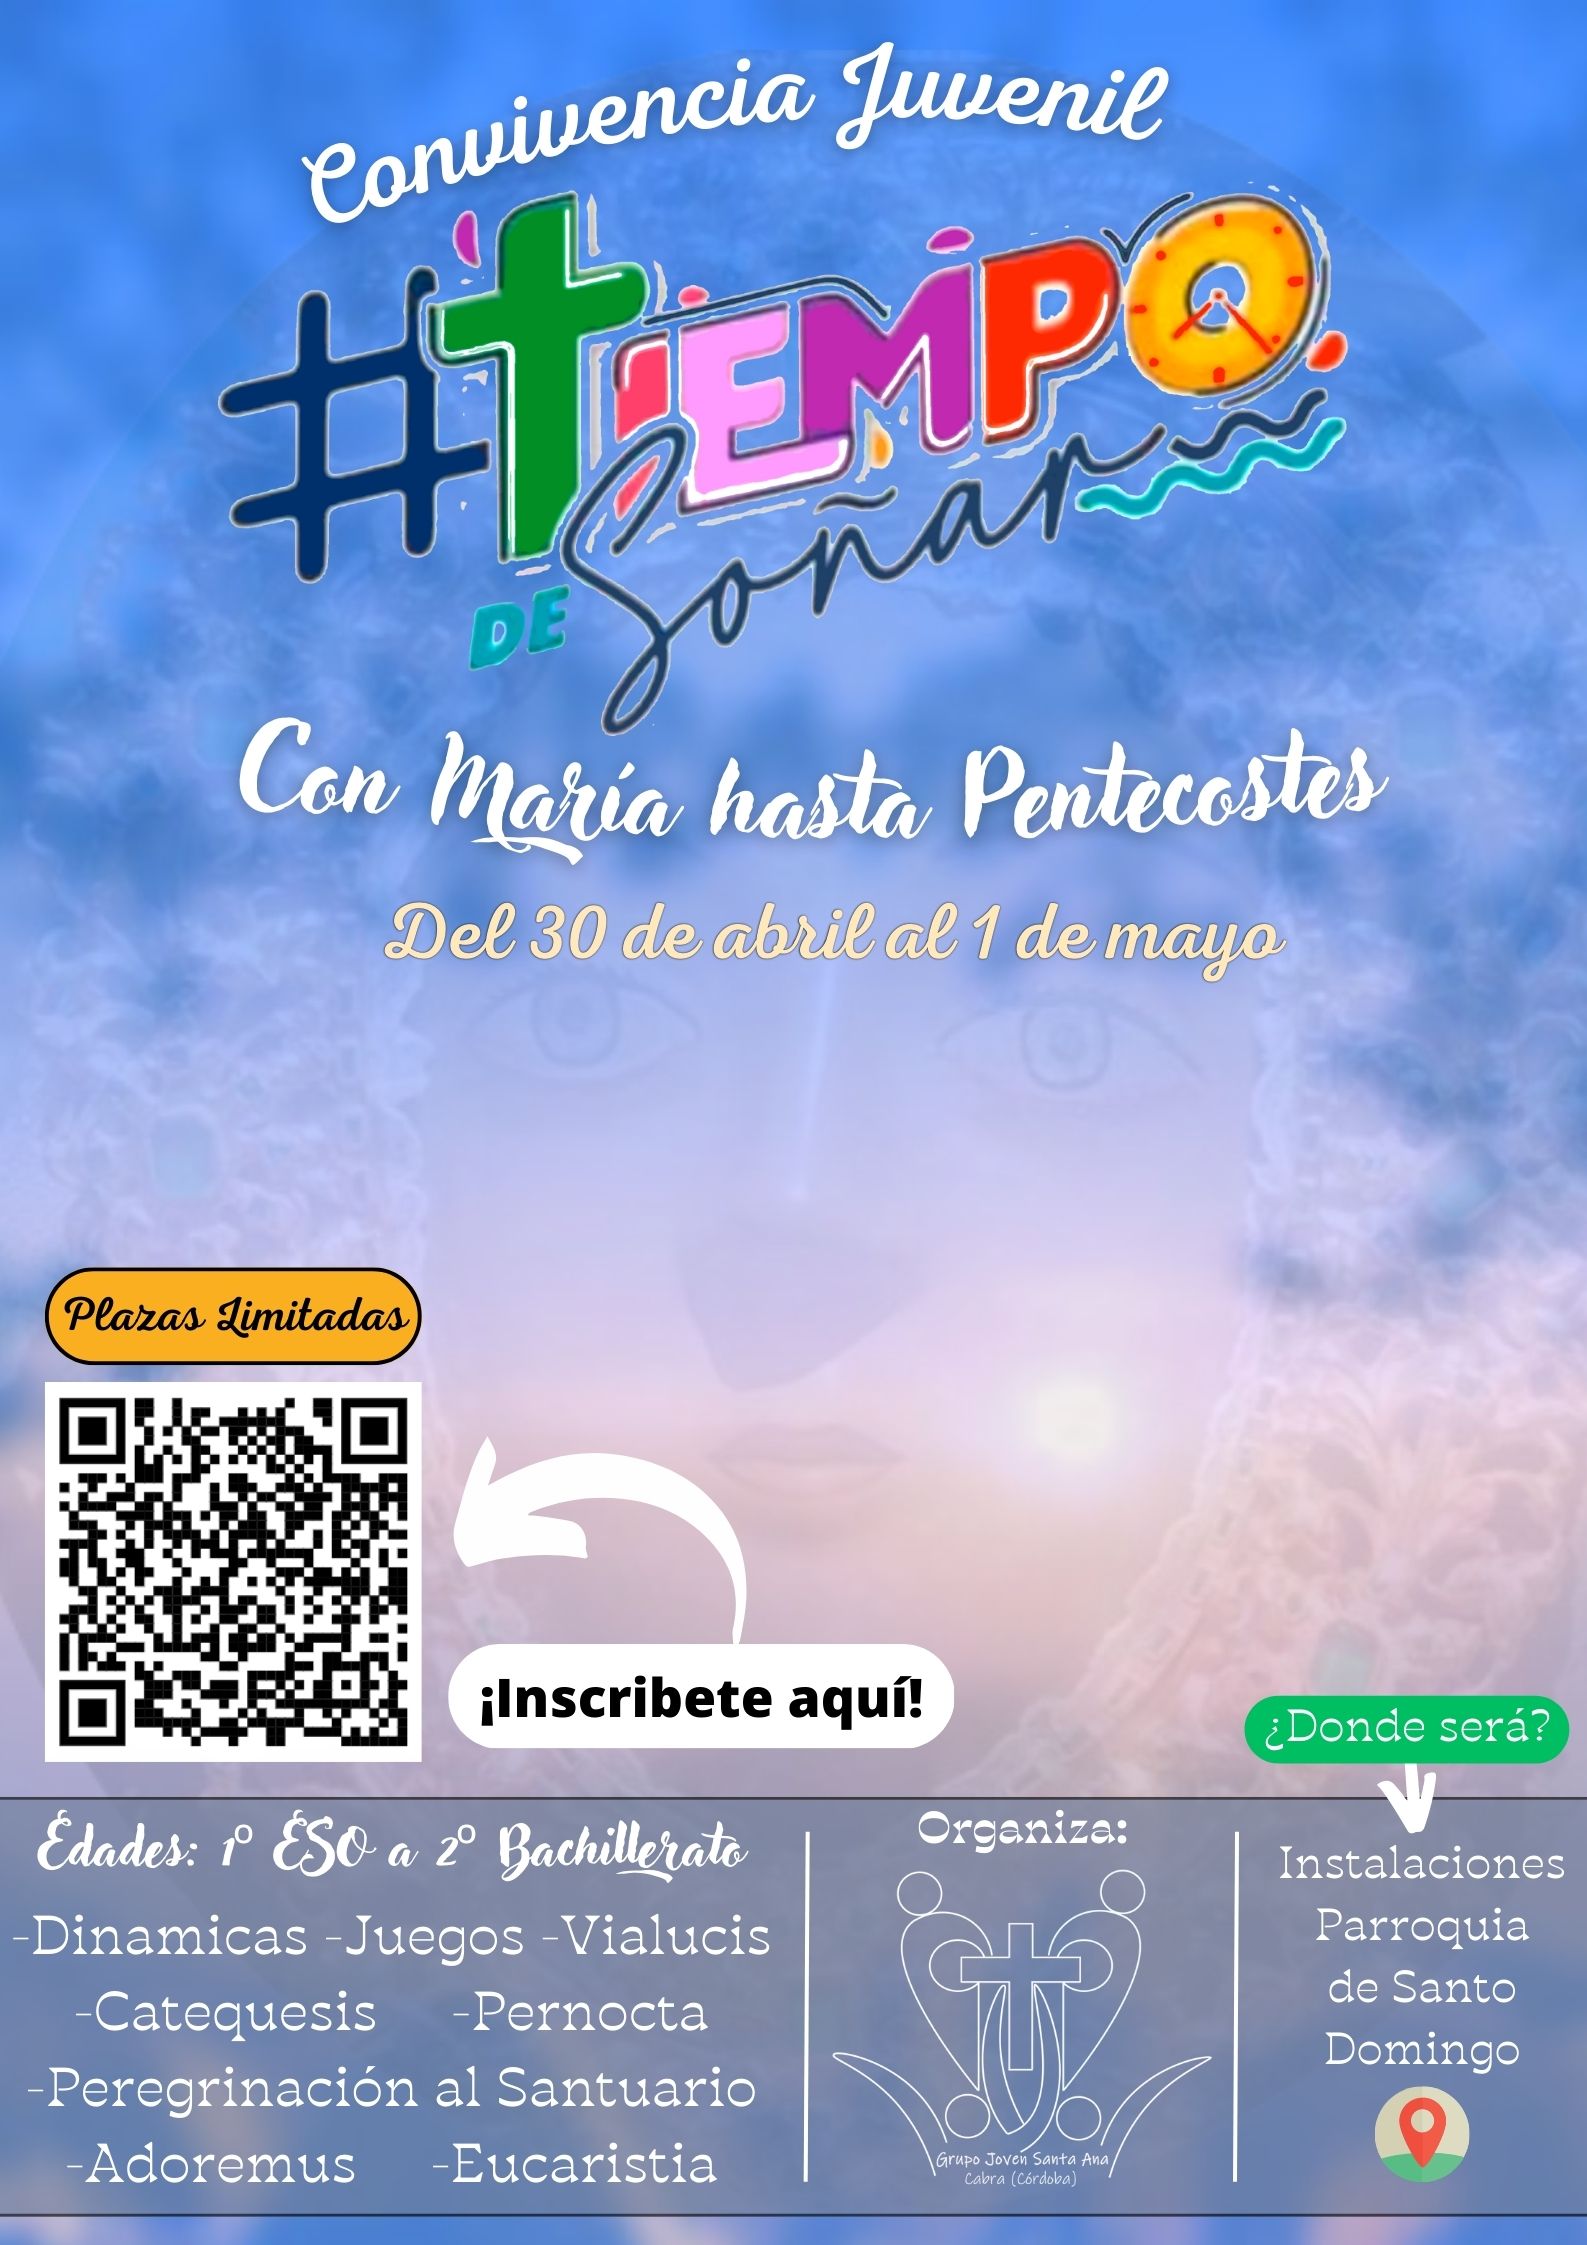 Convivencia Juvenil
#TIEMPO
DE Soñar
Con María hasta Pentecostes
Del 30 de abril al 1 de mayo
Plazas Limitadas
¡Inscribete aquí!
¿Donde será?
Instalaciones
Parroquia
de Santo
Domingo
Edades: 1º ESO a 2º Bachillerato
-Dinamicas -Juegos -Vialucis
-Catequesis -Pernocta
-Peregrinación al Santuario
-Adoremus -Eucaristia
Organiza:
Grupo Joven Santa Ana
Cabra (Córdoba)